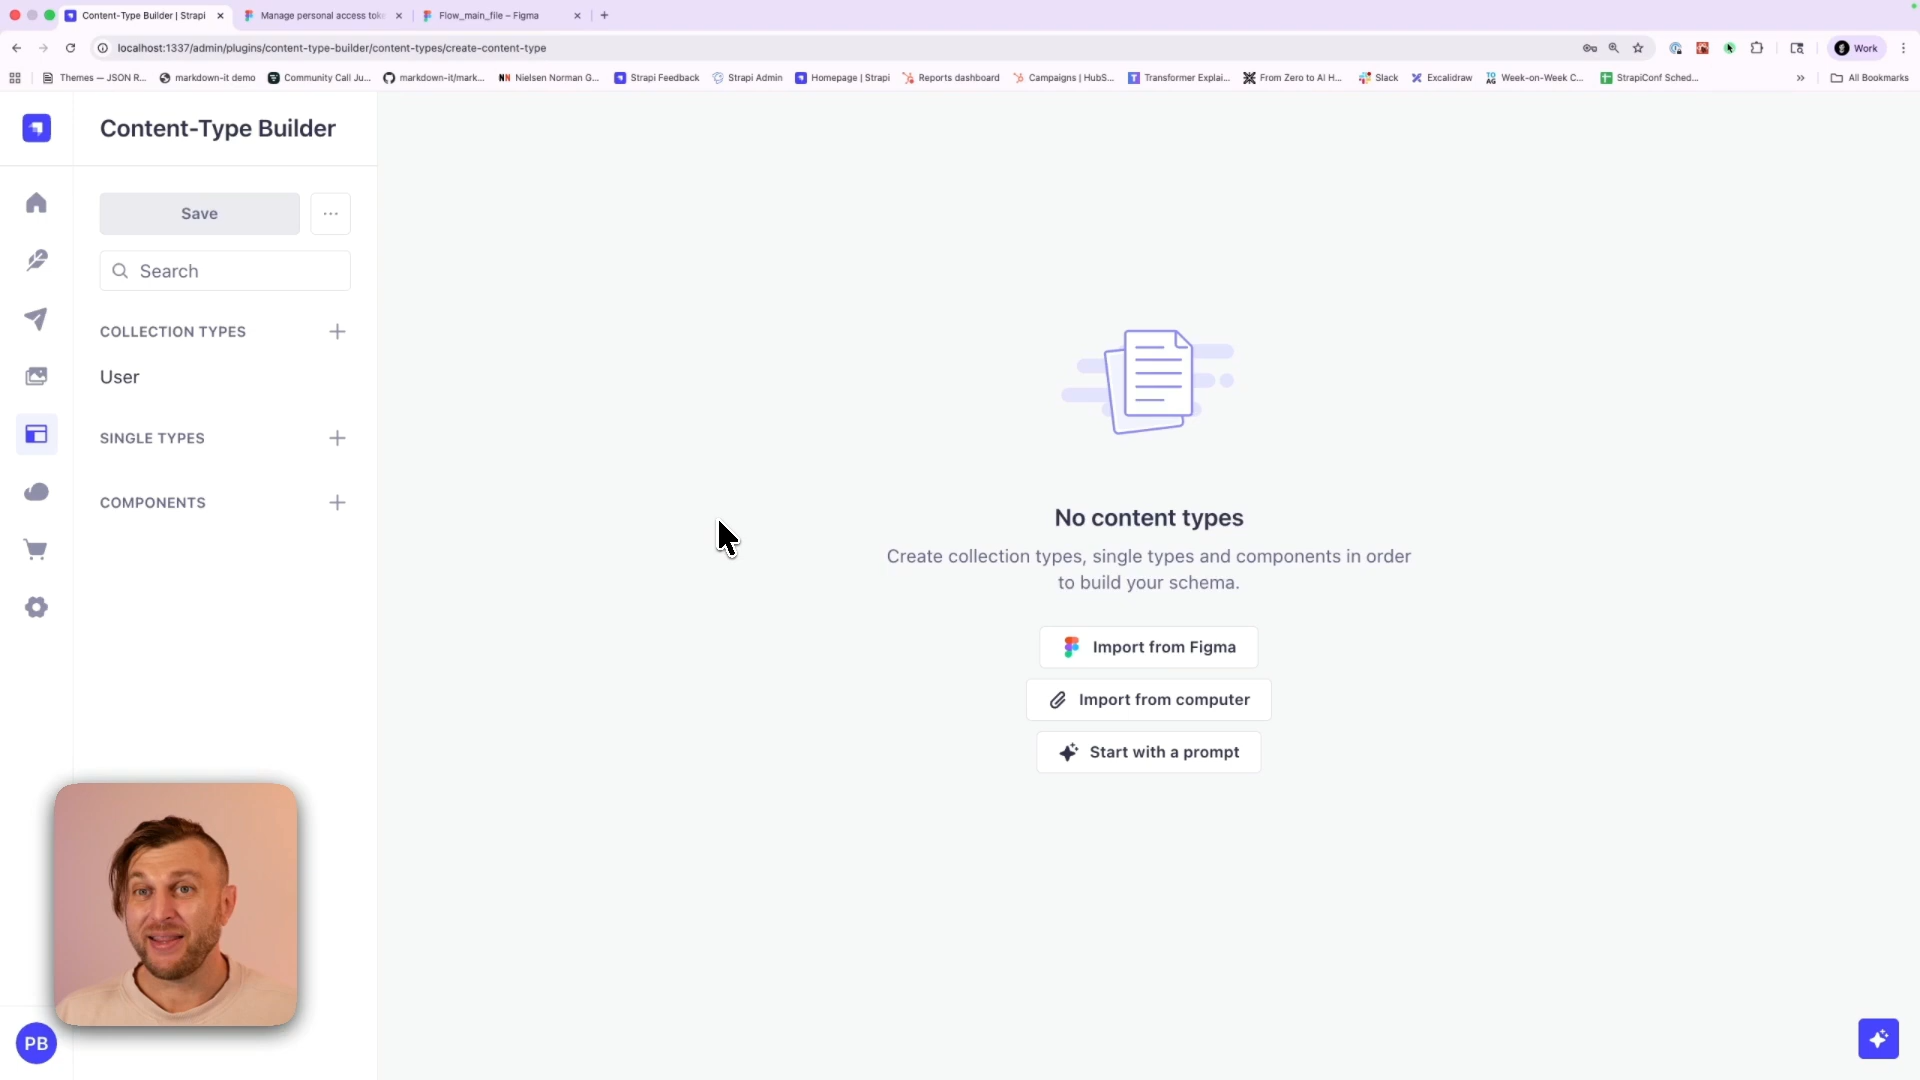 Content-Type Builder | Strapi
Manage personal access toke
Flow_main_file – Figma
localhost:1337/admin/plugins/content-type-builder/content-types/create-content-type
Work
Themes — JSON R...
markdown-it demo
Community Call Ju...
markdown-it/mark...
NN Nielsen Norman G...
Strapi Feedback
Strapi Admin
Homepage | Strapi
Reports dashboard
Campaigns | HubS...
Transformer Explai...
From Zero to AI H...
Slack
Excalidraw
Week-on-Week C...
StrapiConf Sched...
All Bookmarks
Content-Type Builder
Save
Search
COLLECTION TYPES
User
SINGLE TYPES
COMPONENTS
No content types
Create collection types, single types and components in order
to build your schema.
Import from Figma
Import from computer
Start with a prompt
PB